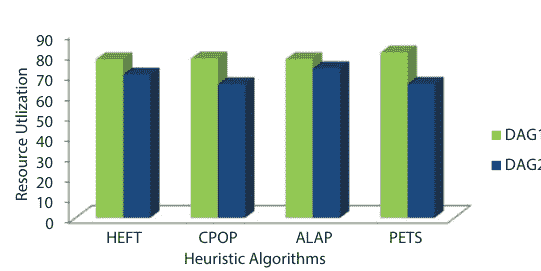 90
80
70
60
50
40
30
20
10
0
Resource Utlization
HEFT CPOP ALAP PETS
Heuristic Algorithms
DAG1
DAG2